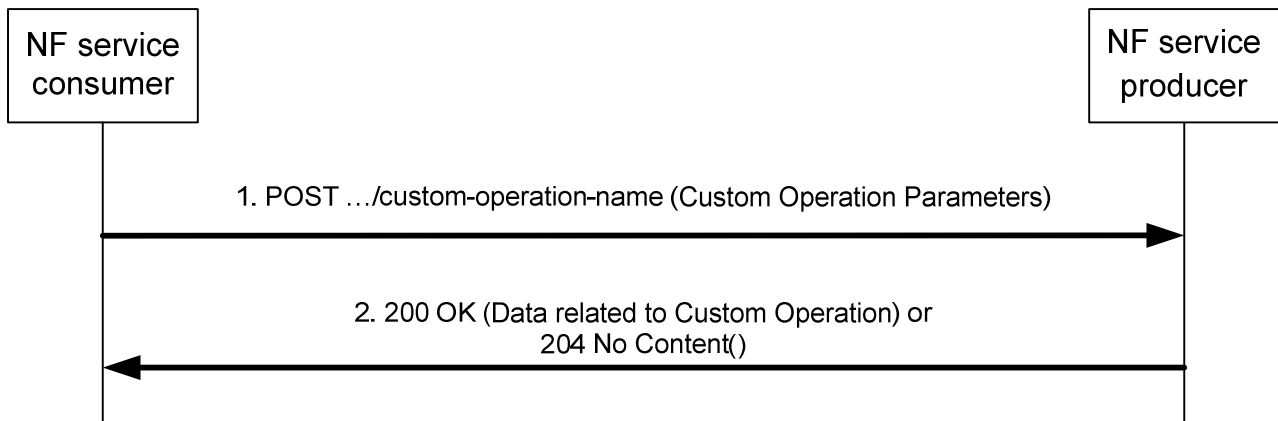 NF service
consumer
NF service
producer
1. POST …/custom-operation-name (Custom Operation Parameters)
2. 200 OK (Data related to Custom Operation) or
204 No Content()